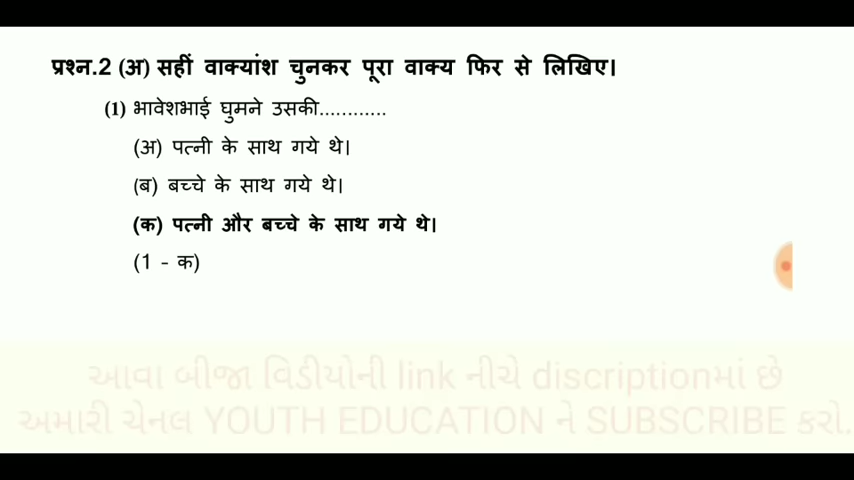 प्रश्न.2 (अ) सहीं वाक्यांश चुनकर पूरा वाक्य फिर से लिखिए।
(1) भावेशभाई घुमने उसकी............
(अ) पत्नी के साथ गये थे।
(ब) बच्चे के साथ गये थे।
(क) पत्नी और बच्चे के साथ गये थे।
(1 - क)
આવા બીજા વિડીયોની link નીચે discriptionમાં છે
અમારી ચેનલ YOUTH EDUCATION ને SUBSCRIBE કરો.